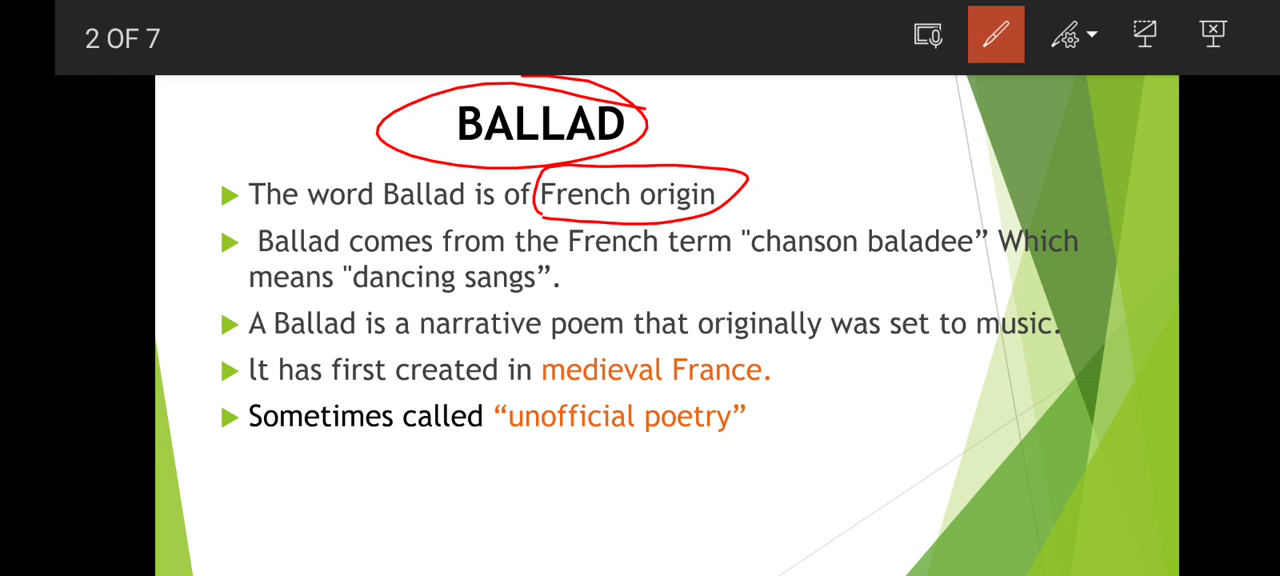 2 OF 7
BALLAD
The word Ballad is of French origin
Ballad comes from the French term "chanson baladee” Which
means "dancing sangs”.
A Ballad is a narrative poem that originally was set to music.
It has first created in medieval France.
Sometimes called “unofficial poetry”